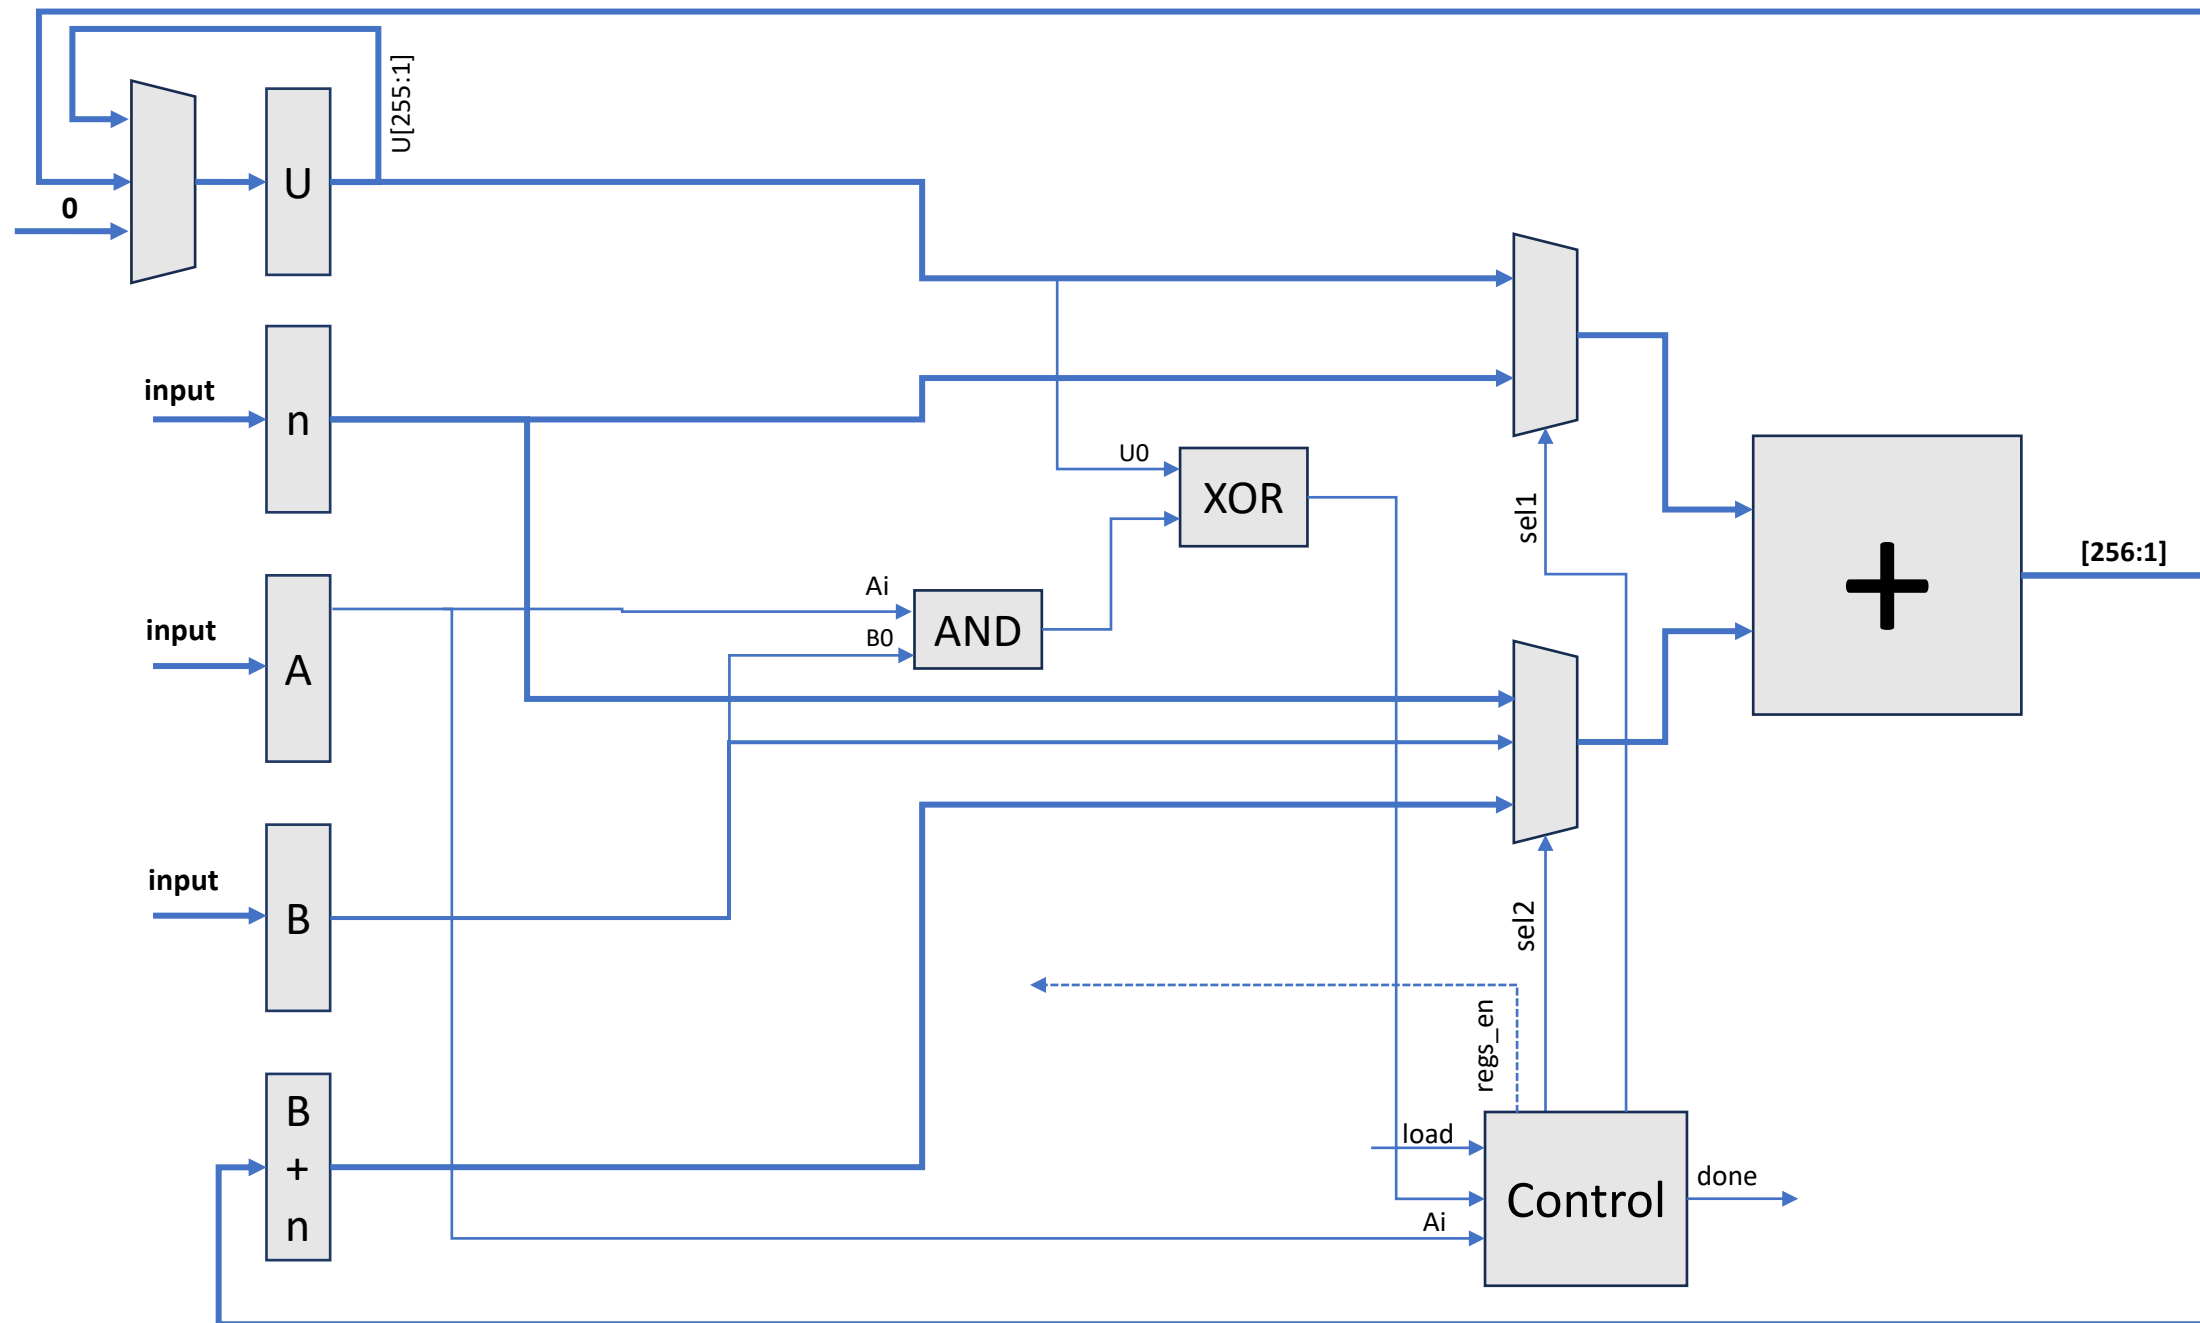 U[255:1]
U
0
input
n
U0
XOR
sel1
[256:1]
+
Ai
B0
AND
input
A
input
B
sel2
regs_en
B
+
n
load
Ai
Control
done